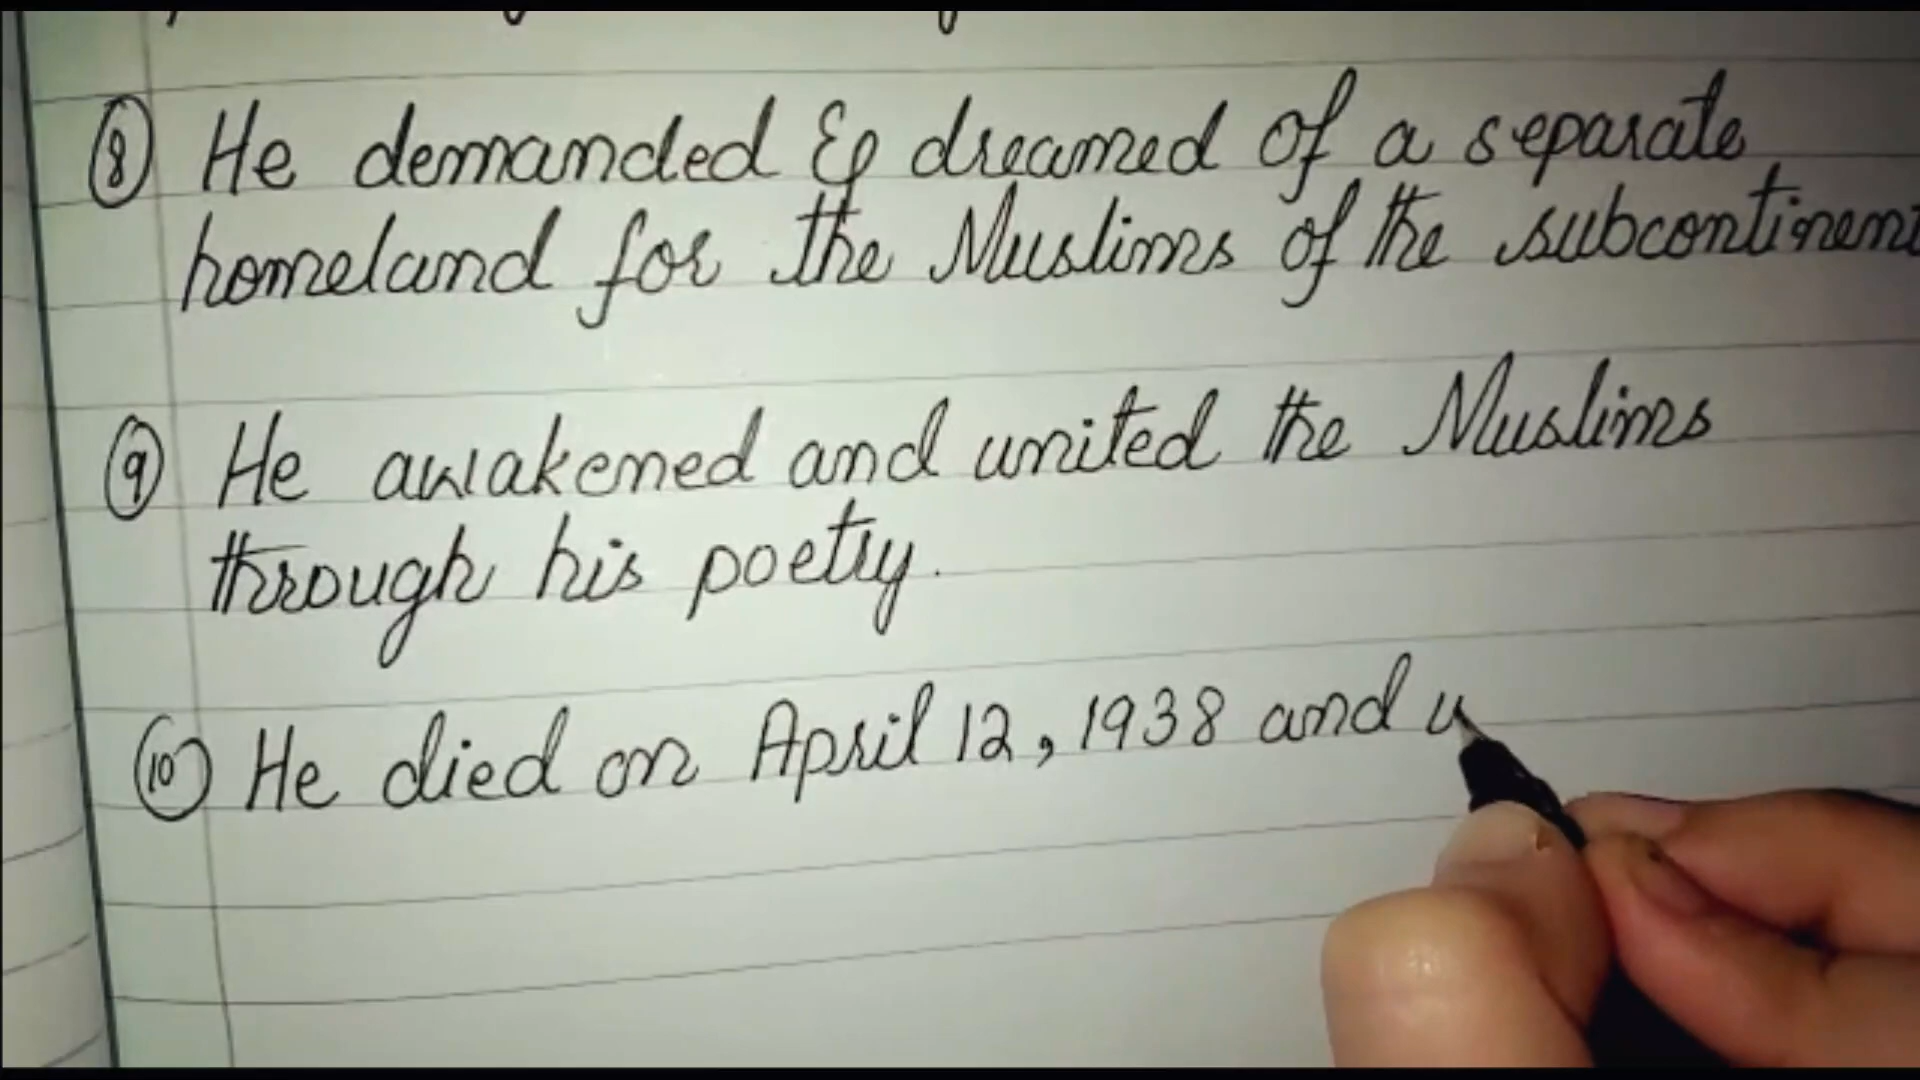 ⑧ He demanded & dreamed of a separate
homeland for the Muslims of the subcontinent
⑨ He awakened and united the Muslims
through his poetry.
⑩ He died on April 12, 1938 and